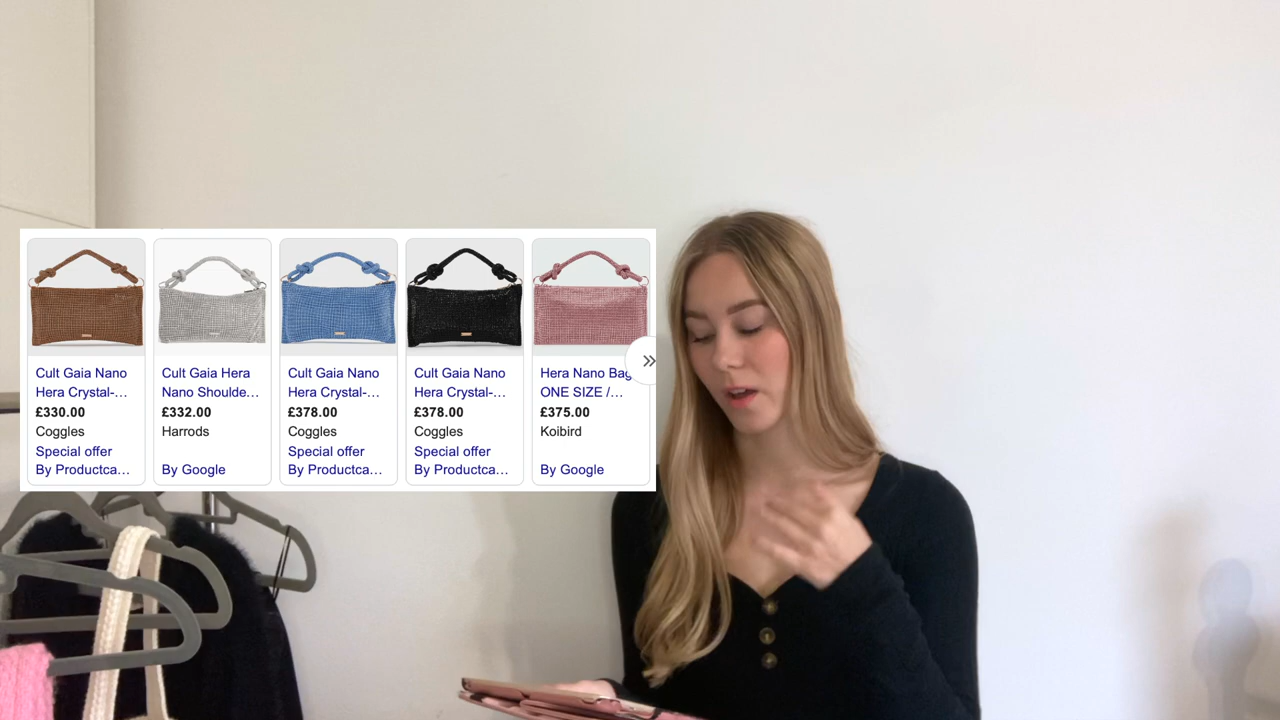 Cult Gaia Nano
Hera Crystal-...
£330.00
Coggles
Special offer
By Productca...
Cult Gaia Hera
Nano Shoulde...
£332.00
Harrods
By Google
Cult Gaia Nano
Hera Crystal-...
£378.00
Coggles
Special offer
By Productca...
Cult Gaia Nano
Hera Crystal-...
£378.00
Coggles
Special offer
By Productca...
Hera Nano Bag
ONE SIZE /...
£375.00
Koibird
By Google